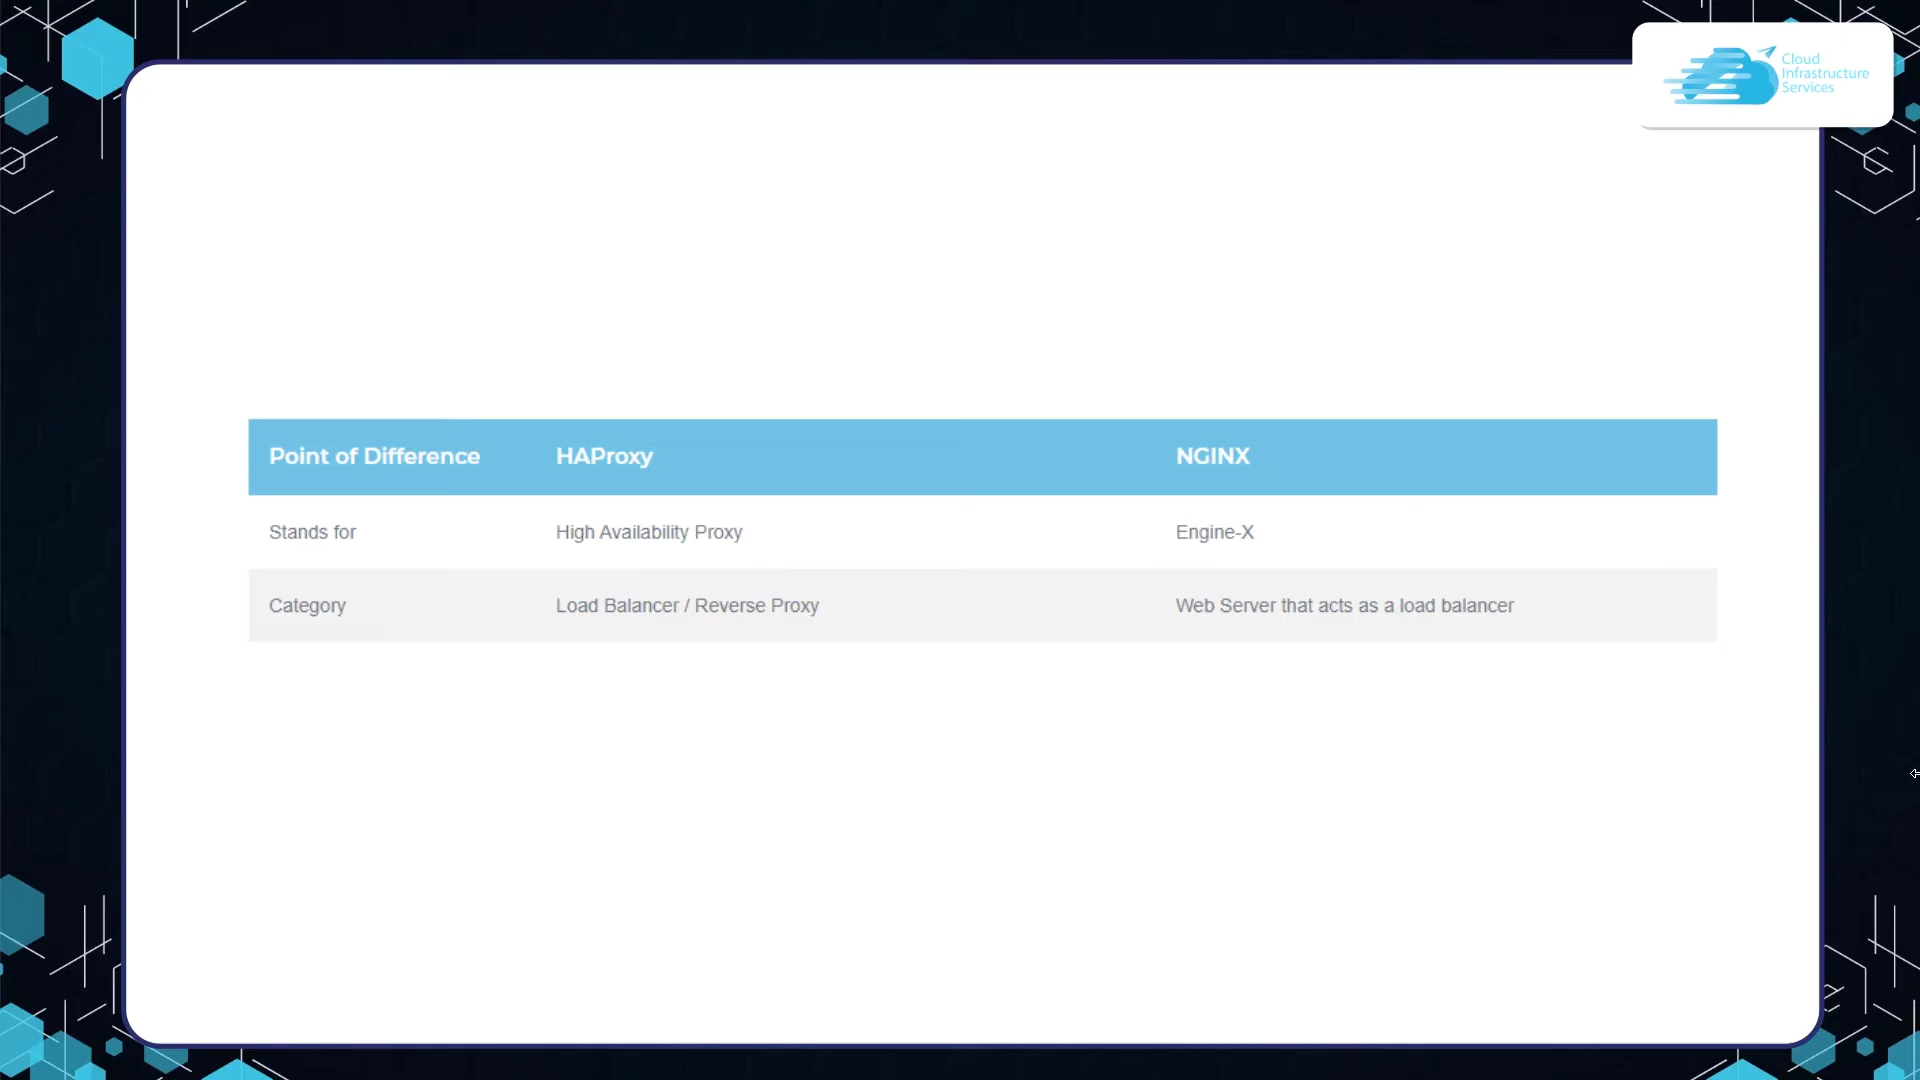 Cloud
Infrastructure
Services
Point of Difference HAProxy NGINX
Stands for High Availability Proxy Engine-X
Category Load Balancer / Reverse Proxy Web Server that acts as a load balancer